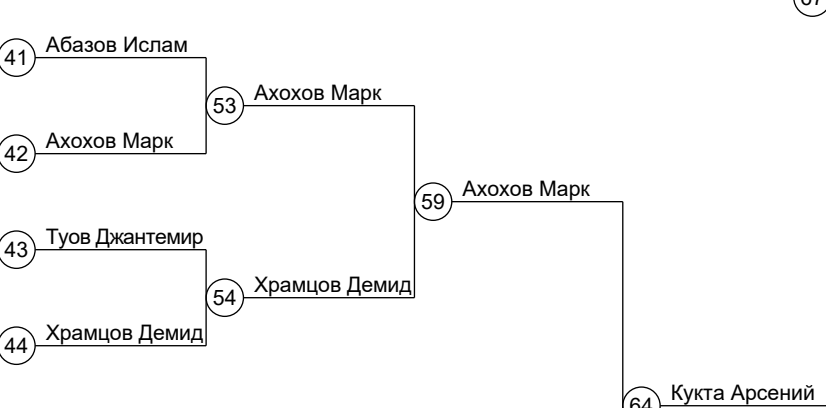 41 Абазов Ислам
53 Ахохов Марк
42 Ахохов Марк
59 Ахохов Марк
43 Туов Джантемир
54 Храмцов Демид
44 Храмцов Демид
64 Кукта Арсений